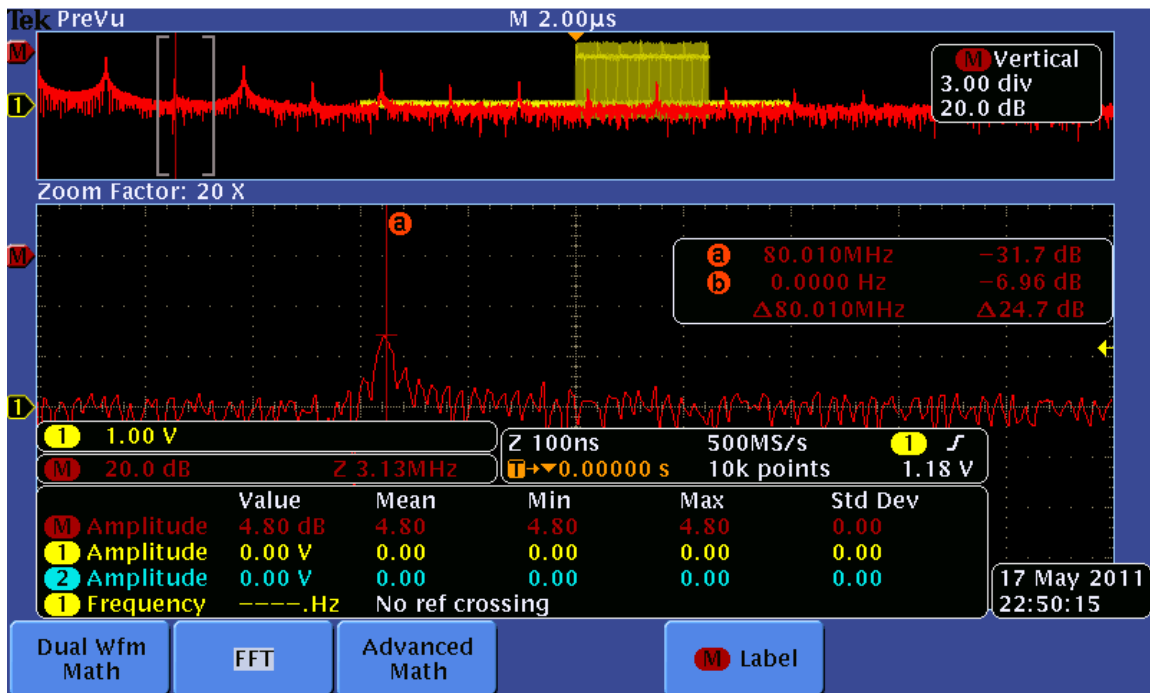 Tek PreVu M 2.00µs
M
1
M Vertical
3.00 div
20.0 dB
Zoom Factor: 20 X
a
M
a 80.010MHz −31.7 dB
b 0.0000 Hz −6.96 dB
Δ80.010MHz Δ24.7 dB
1
1 1.00 V
M 20.0 dB Z 3.13MHz
Z 100ns 500MS/s 1
T→▼0.00000 s 10k points 1.18 V
Value Mean Min Max Std Dev
M Amplitude 4.80 dB 4.80 4.80 4.80 0.00
1 Amplitude 0.00 V 0.00 0.00 0.00 0.00
2 Amplitude 0.00 V 0.00 0.00 0.00 0.00
1 Frequency −−−−.Hz No ref crossing
17 May 2011
22:50:15
Dual Wfm
Math
FFT
Advanced
Math
M Label